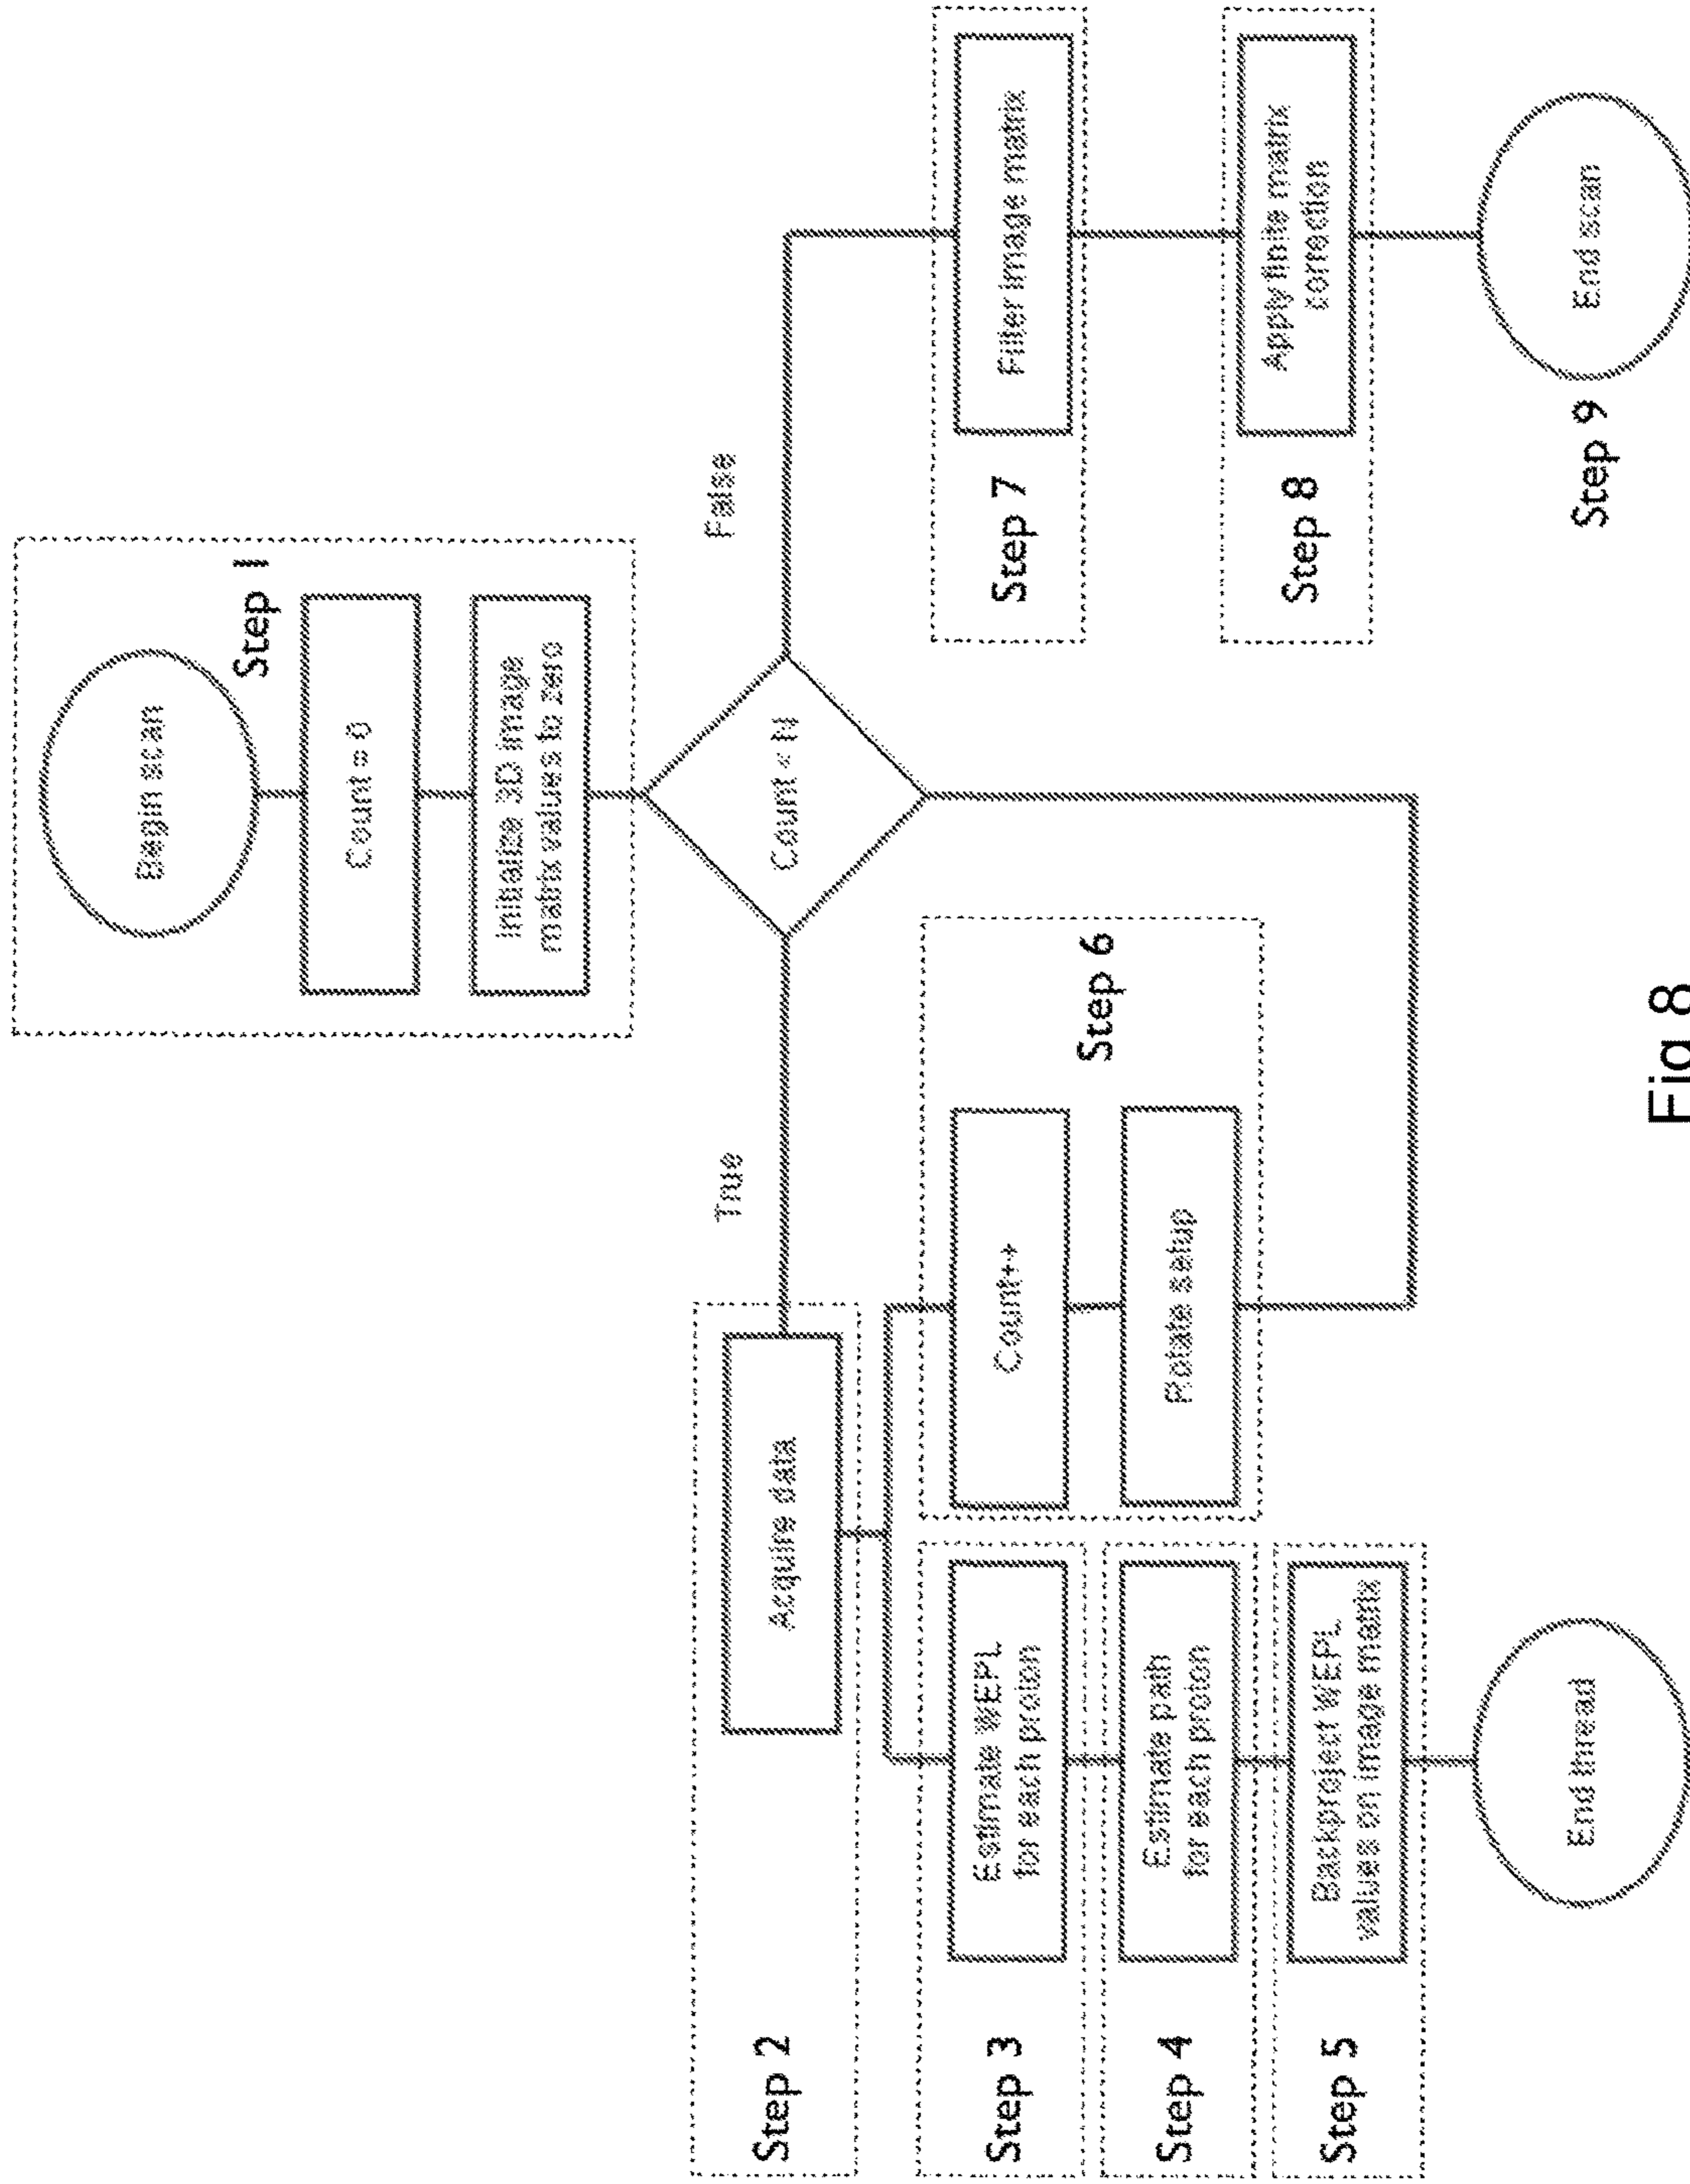 Begin scan
Step 1
Count = 0
Initialize 3D image
matrix values to zero
Count < N
True
False
Step 2
Acquire data
Step 3
Estimate WEPL
for each proton
Step 4
Estimate path
for each proton
Step 5
Backproject WEPL
values on image matrix
End thread
Count++
Step 6
Rotate setup
Step 7
Filter image matrix
Step 8
Apply finite matrix
correction
Step 9
End scan
Fig 8